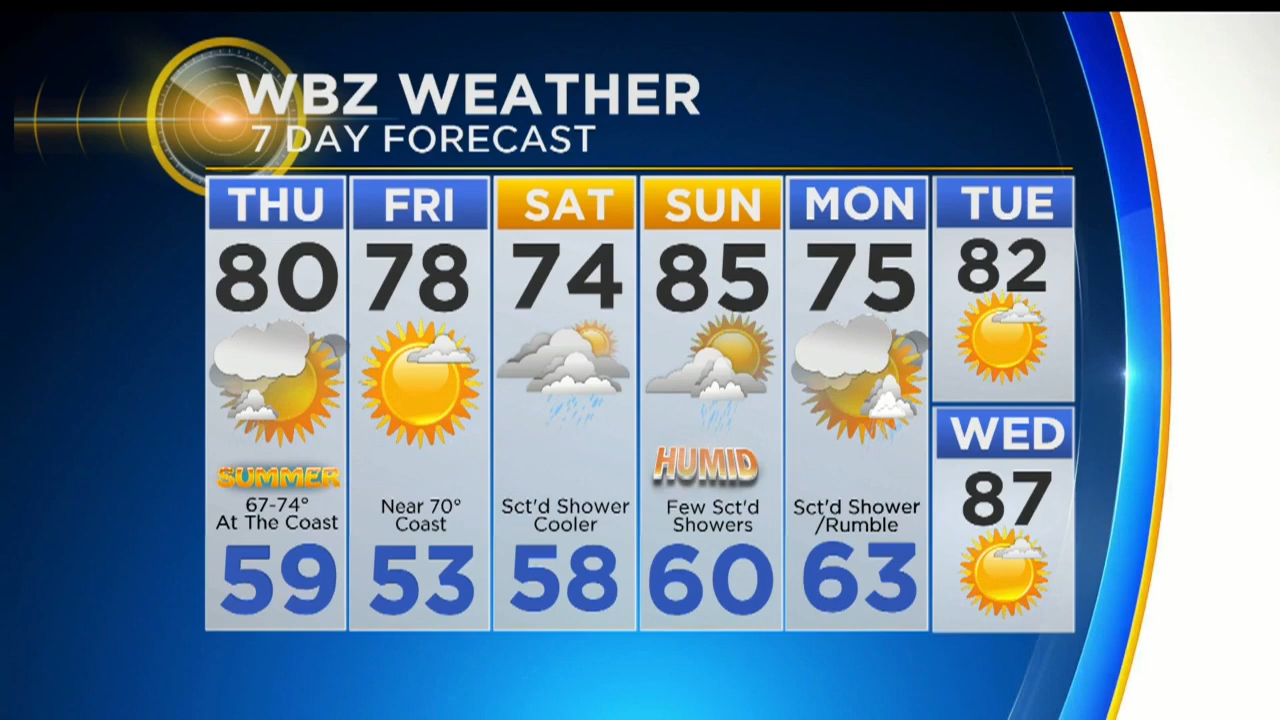 WBZ WEATHER
7 DAY FORECAST
THU
80
SUMMER
67-74°
At The Coast
59
FRI
78
Near 70°
Coast
53
SAT
74
Sct'd Shower
Cooler
58
SUN
85
HUMID
Few Sct'd
Showers
60
MON
75
Sct'd Shower
/Rumble
63
TUE
82
WED
87